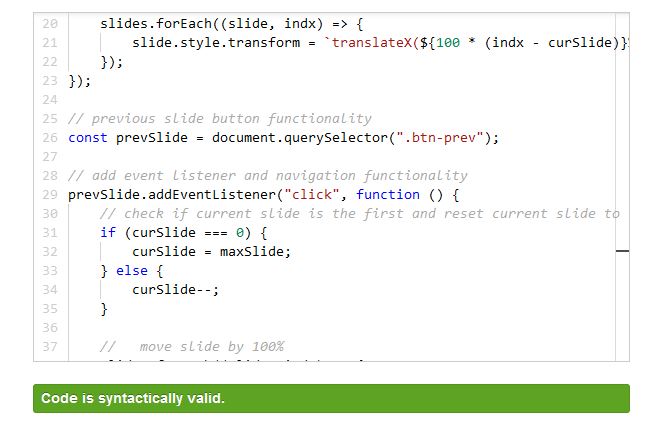 20 slides.forEach((slide, indx) => {
21 slide.style.transform = `translateX(${100 * (indx - curSlide)}
22 });
23 });
24
25 // previous slide button functionality
26 const prevSlide = document.querySelector(".btn-prev");
27
28 // add event listener and navigation functionality
29 prevSlide.addEventListener("click", function () {
30 // check if current slide is the first and reset current slide to
31 if (curSlide === 0) {
32 curSlide = maxSlide;
33 } else {
34 curSlide--;
35 }
36
37 // move slide by 100%
Code is syntactically valid.